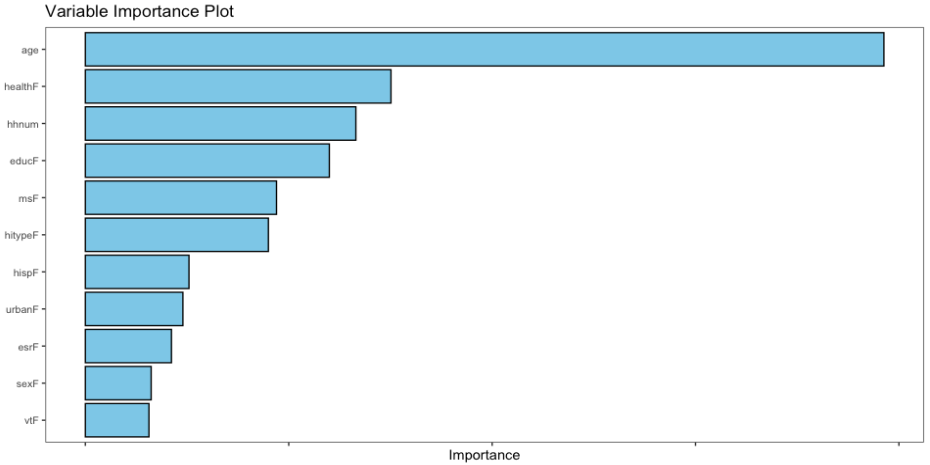 Variable Importance Plot
age
healthF
hhnum
educF
msF
hitypeF
hispF
urbanF
esrF
sexF
vtF
Importance